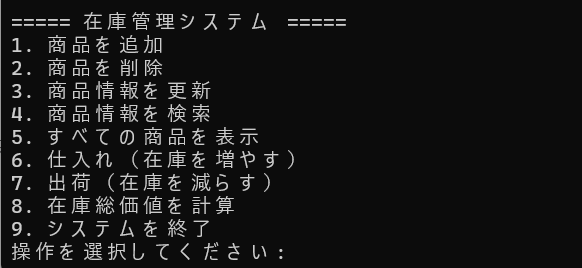 ===== 在庫管理システム =====
1. 商品を追加
2. 商品を削除
3. 商品情報を更新
4. 商品情報を検索
5. すべての商品を表示
6. 仕入れ（在庫を増やす）
7. 出荷（在庫を減らす）
8. 在庫総価値を計算
9. システムを終了
操作を選択してください: